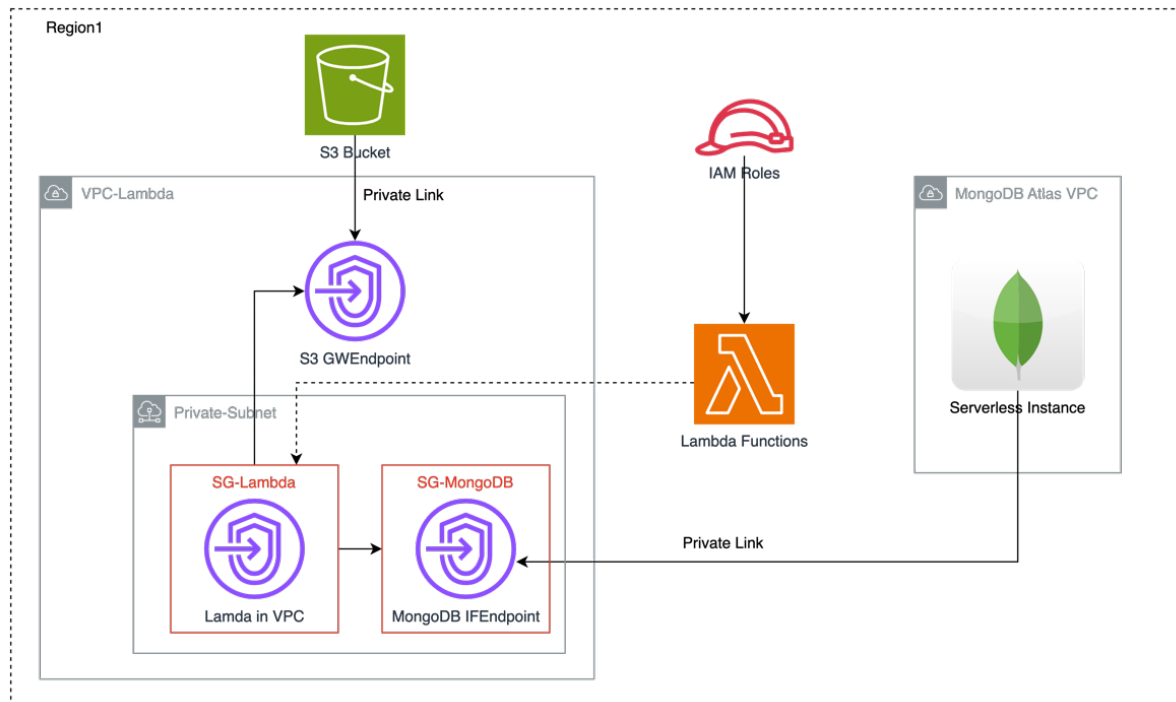 Region1
S3 Bucket
IAM Roles
VPC-Lambda
Private Link
MongoDB Atlas VPC
S3 GWEndpoint
Serverless Instance
Private-Subnet
Lambda Functions
SG-Lambda
SG-MongoDB
Private Link
Lamda in VPC
MongoDB IFEndpoint